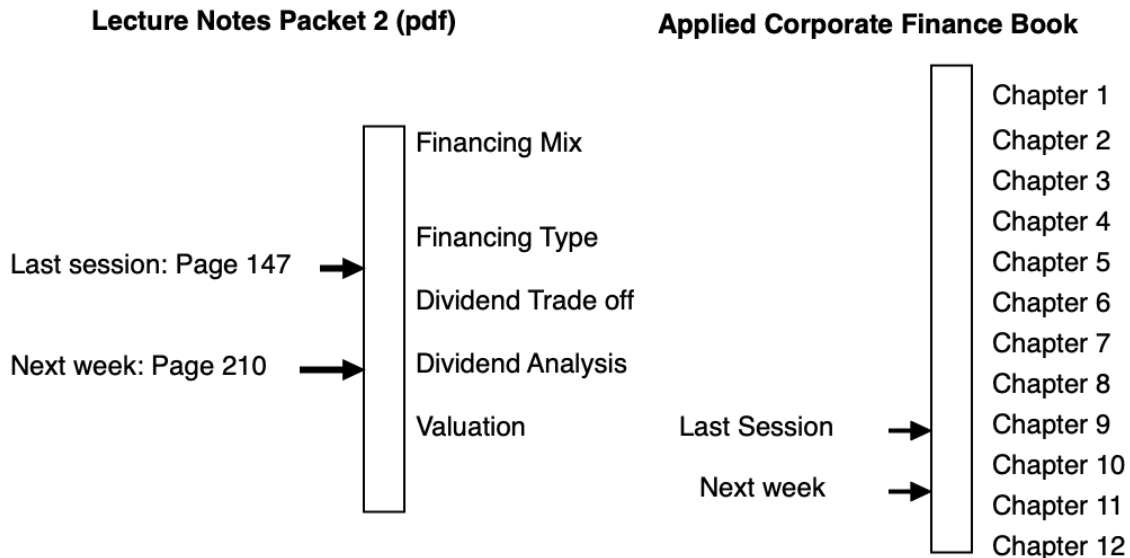 Lecture Notes Packet 2 (pdf)
Financing Mix
Financing Type
Last session: Page 147
Dividend Trade off
Next week: Page 210
Dividend Analysis
Valuation
Applied Corporate Finance Book
Chapter 1
Chapter 2
Chapter 3
Chapter 4
Chapter 5
Chapter 6
Chapter 7
Chapter 8
Last Session
Chapter 9
Chapter 10
Next week
Chapter 11
Chapter 12